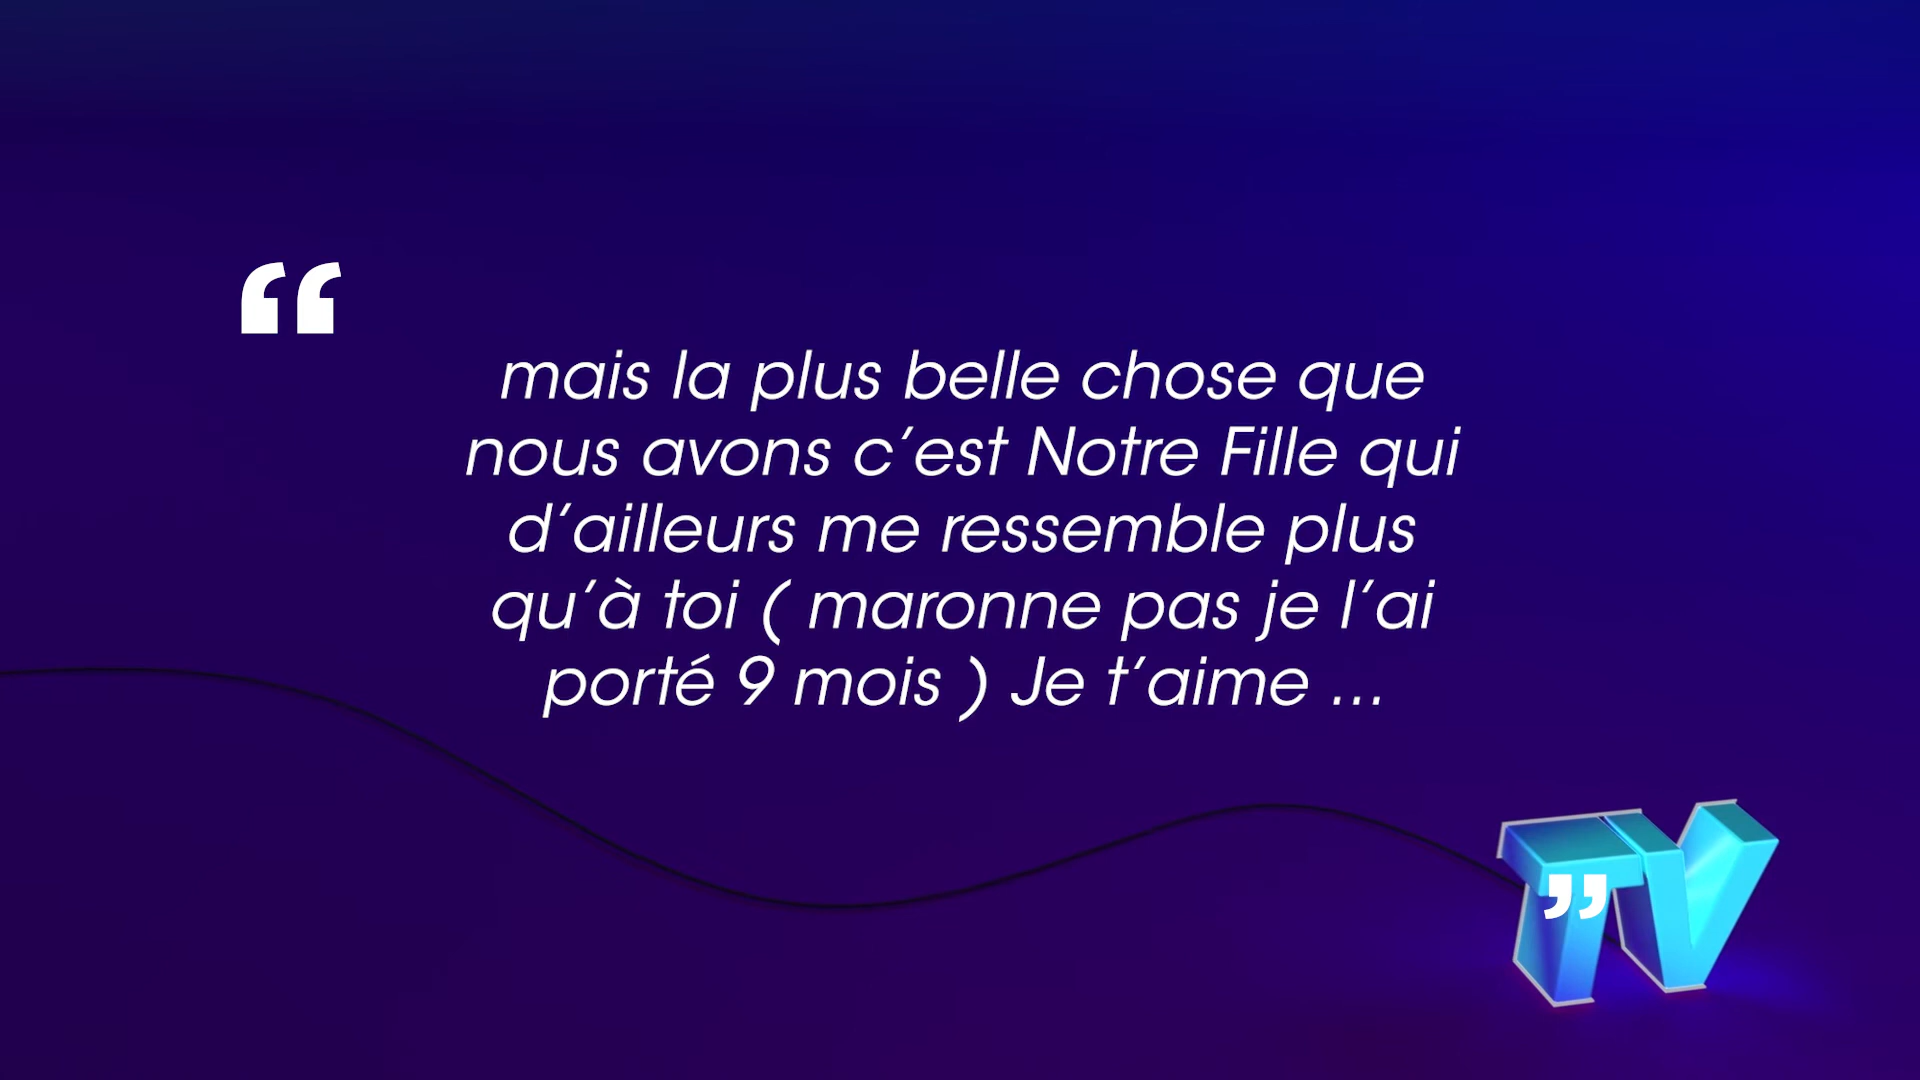 “
mais la plus belle chose que
nous avons c’est Notre Fille qui
d’ailleurs me ressemble plus
qu’à toi ( maronne pas je l’ai
porté 9 mois ) Je t’aime ...
”
TV